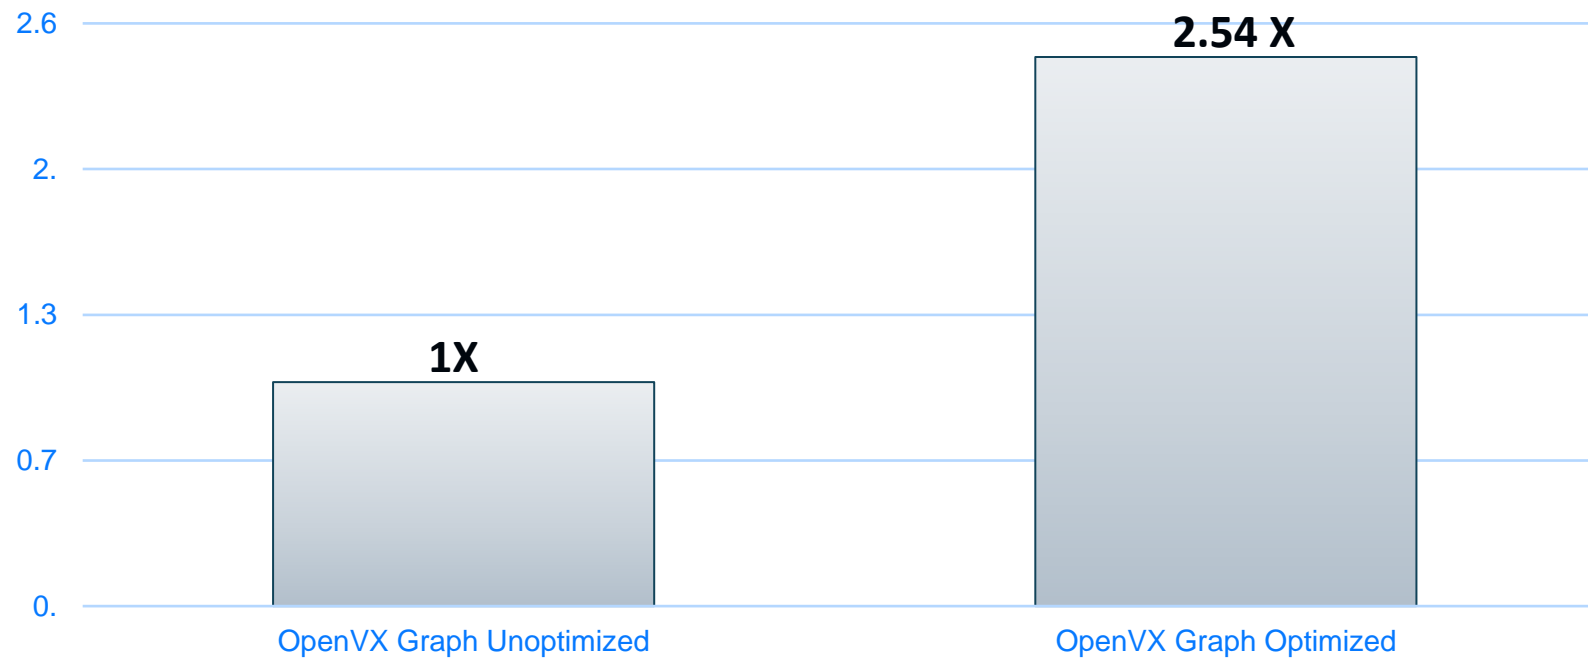 2.6
2.54 X
2.
1.3
1X
0.7
0.
OpenVX Graph Unoptimized
OpenVX Graph Optimized